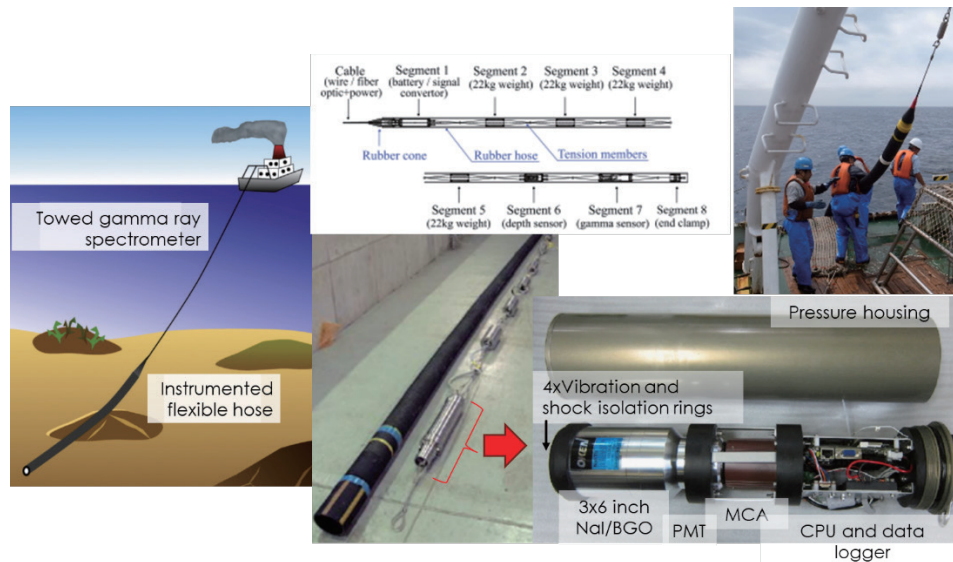 Towed gamma ray
spectrometer
Instrumented
flexible hose
Cable
(wire / fiber
optic+power)
Segment 1
(battery / signal
convertor)
Segment 2
(22kg weight)
Segment 3
(22kg weight)
Segment 4
(22kg weight)
Rubber cone
Rubber hose
Tension members
Segment 5
(22kg weight)
Segment 6
(depth sensor)
Segment 7
(gamma sensor)
Segment 8
(end clamp)
Pressure housing
4xVibration and
shock isolation rings
OKEN
3x6 inch
NaI/BGO
PMT
MCA
CPU and data
logger